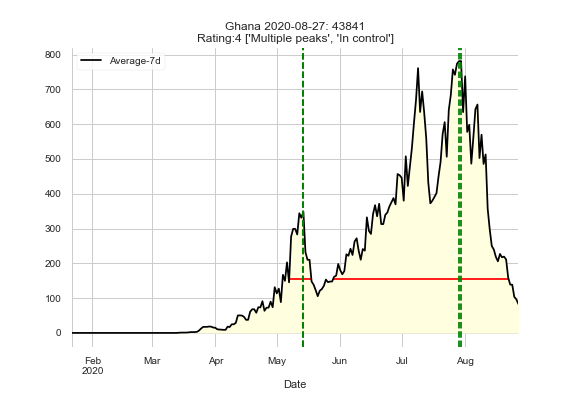 Ghana 2020-08-27: 43841
Rating:4 ['Multiple peaks', 'In control']
Average-7d
800
700
600
500
400
300
200
100
0
Feb
2020
Mar
Apr
May
Jun
Jul
Aug
Date